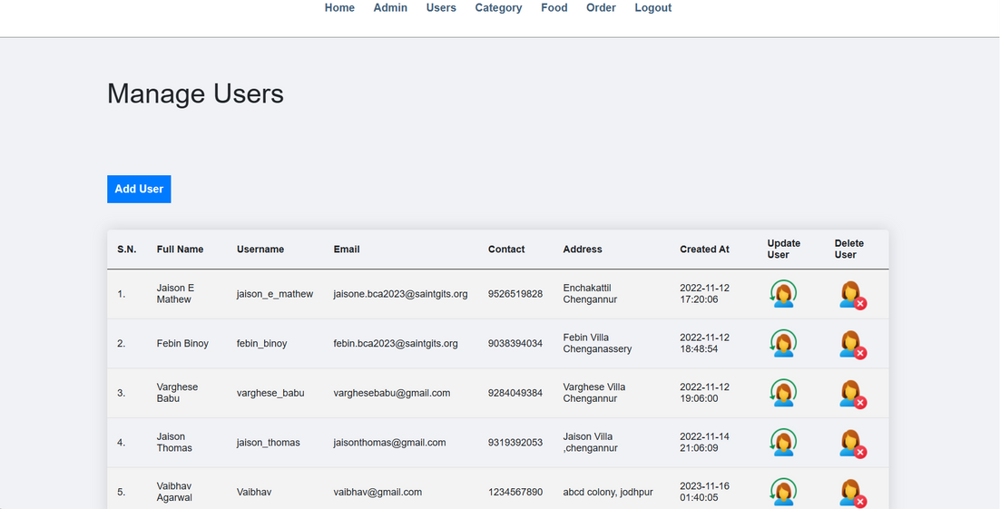 Home Admin Users Category Food Order Logout
Manage Users
Add User
S.N. Full Name Username Email Contact Address Created At Update User Delete User
1. Jaison E Mathew jaison_e_mathew jaisone.bca2023@saintgits.org 9526519828 Enchakattil Chengannur 2022-11-12 17:20:06
2. Febin Binoy febin_binoy febin.bca2023@saintgits.org 9038394034 Febin Villa Chenganassery 2022-11-12 18:48:54
3. Varghese Babu varghese_babu varghesebabu@gmail.com 9284049384 Varghese Villa Chengannur 2022-11-12 19:06:00
4. Jaison Thomas jaison_thomas jaisonthomas@gmail.com 9319392053 Jaison Villa ,chengannur 2022-11-14 21:06:09
5. Vaibhav Agarwal Vaibhav vaibhav@gmail.com 1234567890 abcd colony, jodhpur 2023-11-16 01:40:05